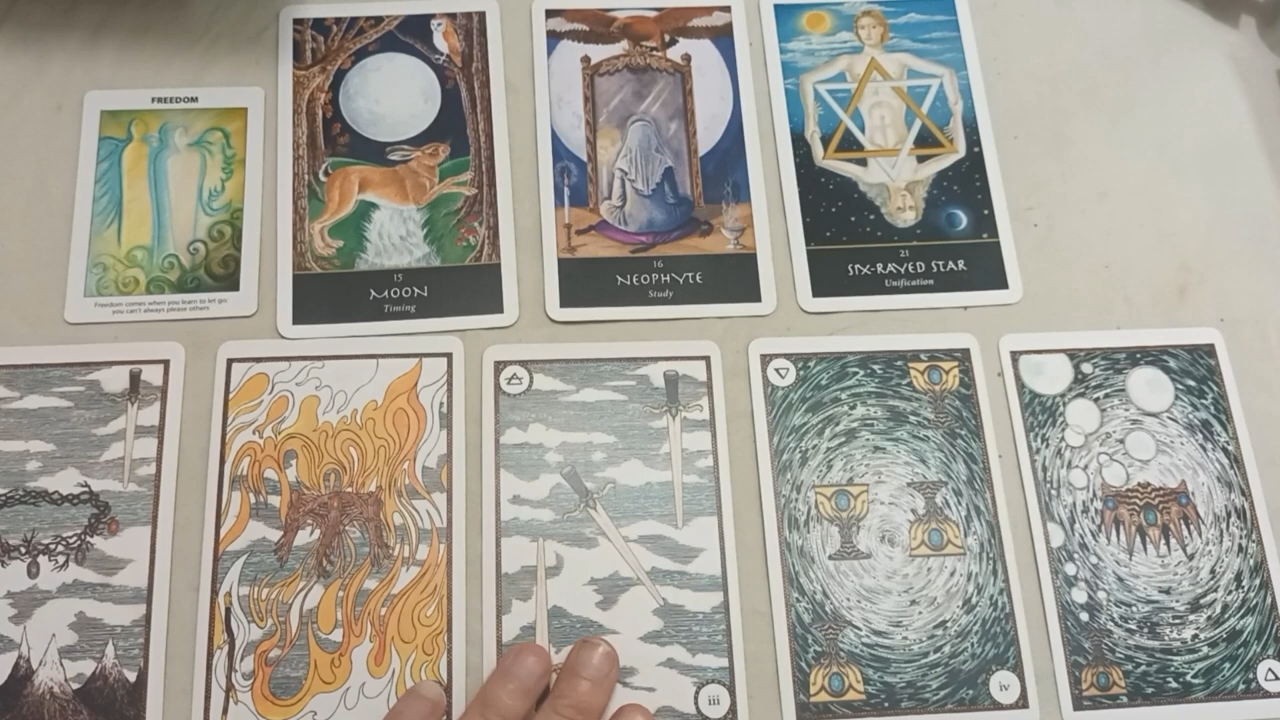 FREEDOM
Freedom comes when you learn to let go.
you can't always please others
15
MOON
Timing
16
NEOPHYTE
Study
21
SIX-RAYED STAR
Unification
iii
iv